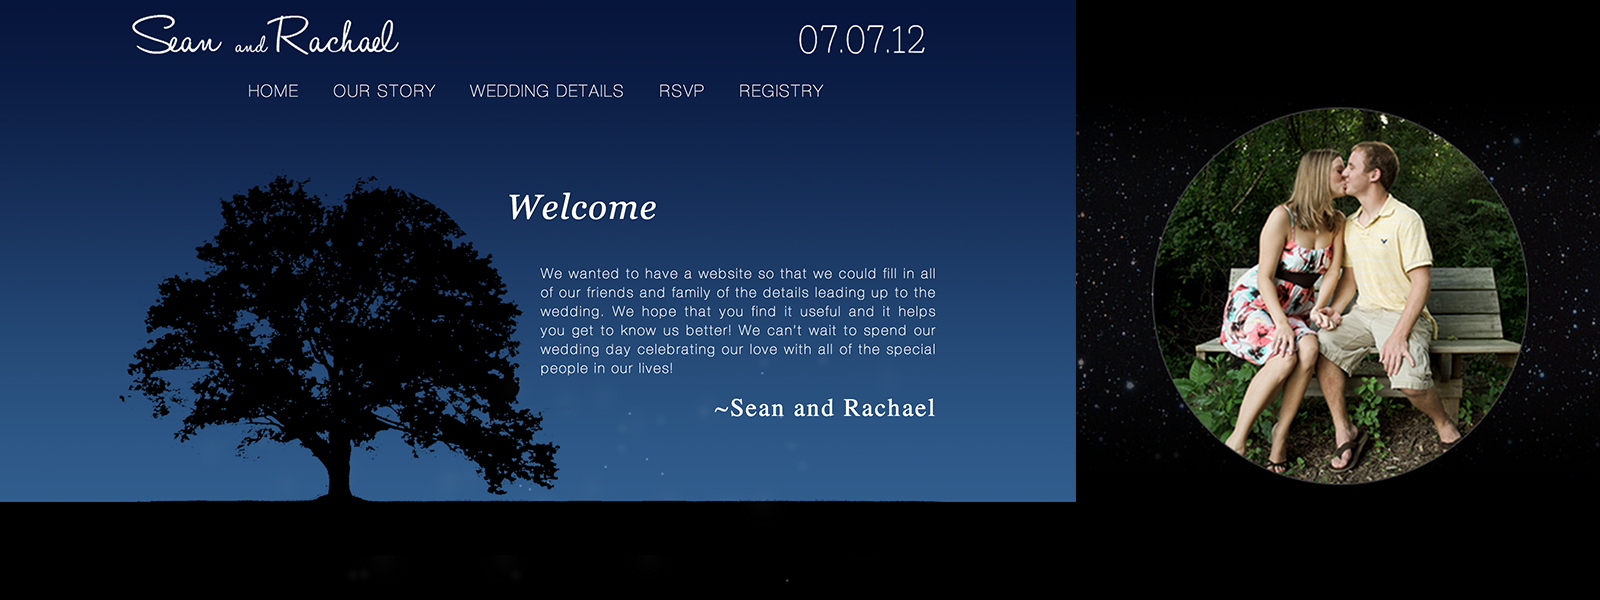 Sean and Rachael
07.07.12
HOME OUR STORY WEDDING DETAILS RSVP REGISTRY
Welcome
We wanted to have a website so that we could fill in all
of our friends and family of the details leading up to the
wedding. We hope that you find it useful and it helps
you get to know us better! We can't wait to spend our
wedding day celebrating our love with all of the special
people in our lives!
~Sean and Rachael